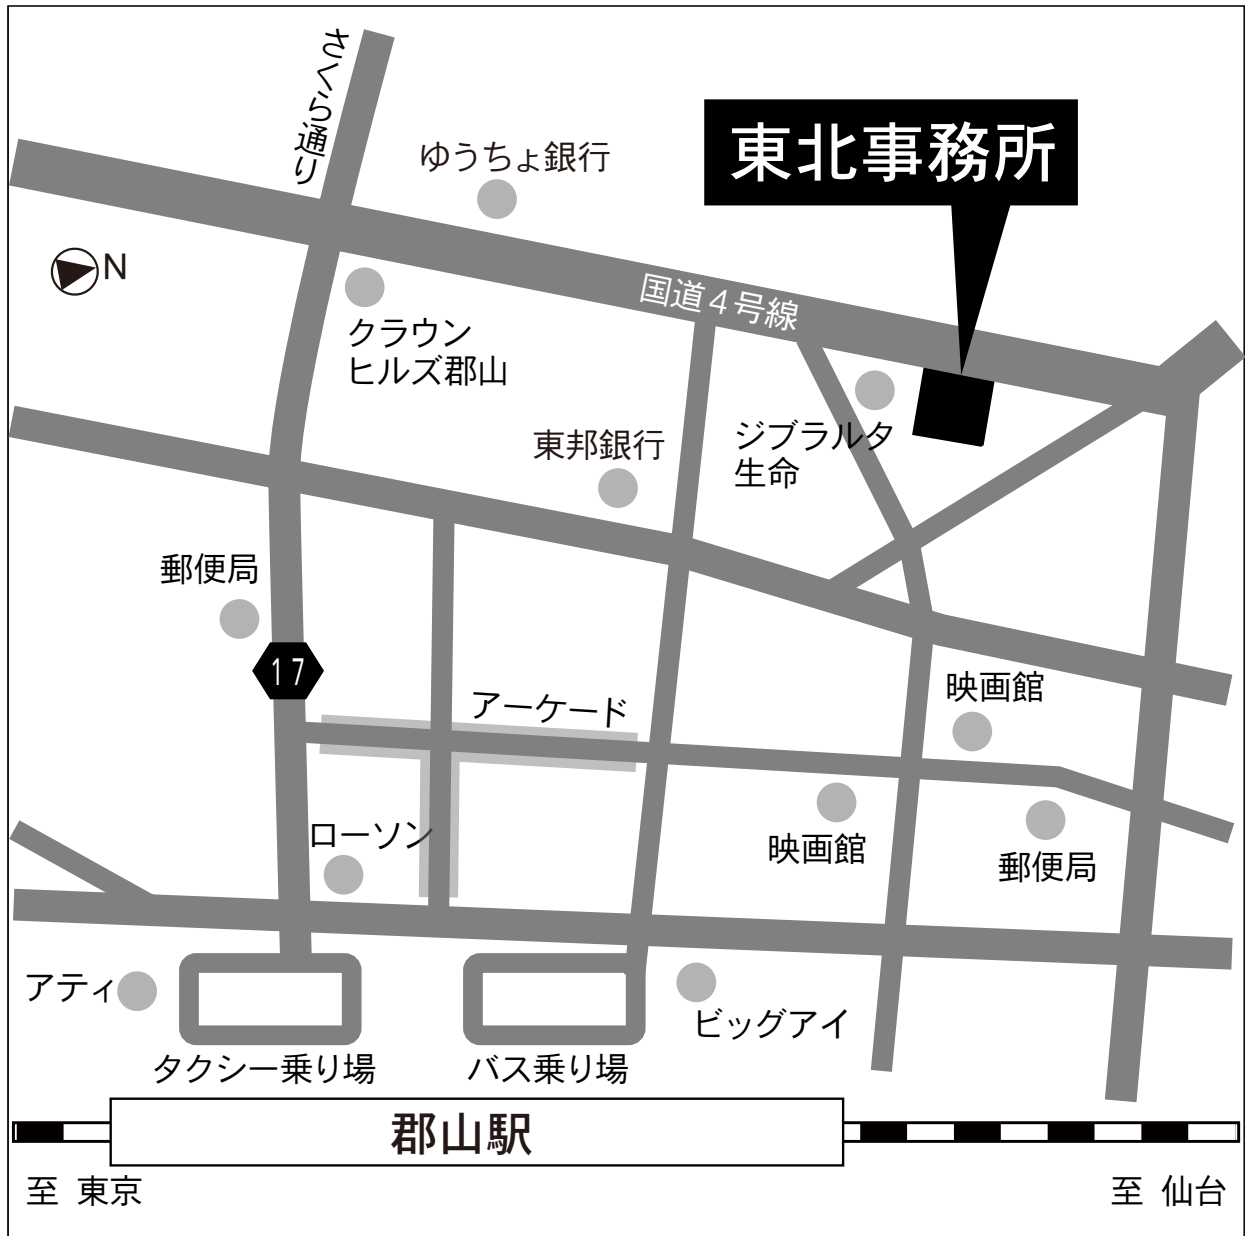 さくら通り
ゆうちょ銀行
東北事務所
N
国道4号線
クラウン
ヒルズ郡山
東邦銀行
ジブラルタ
生命
郵便局
17
アーケード
映画館
ローソン
映画館
郵便局
アティ
ビッグアイ
タクシー乗り場
バス乗り場
郡山駅
至 東京
至 仙台